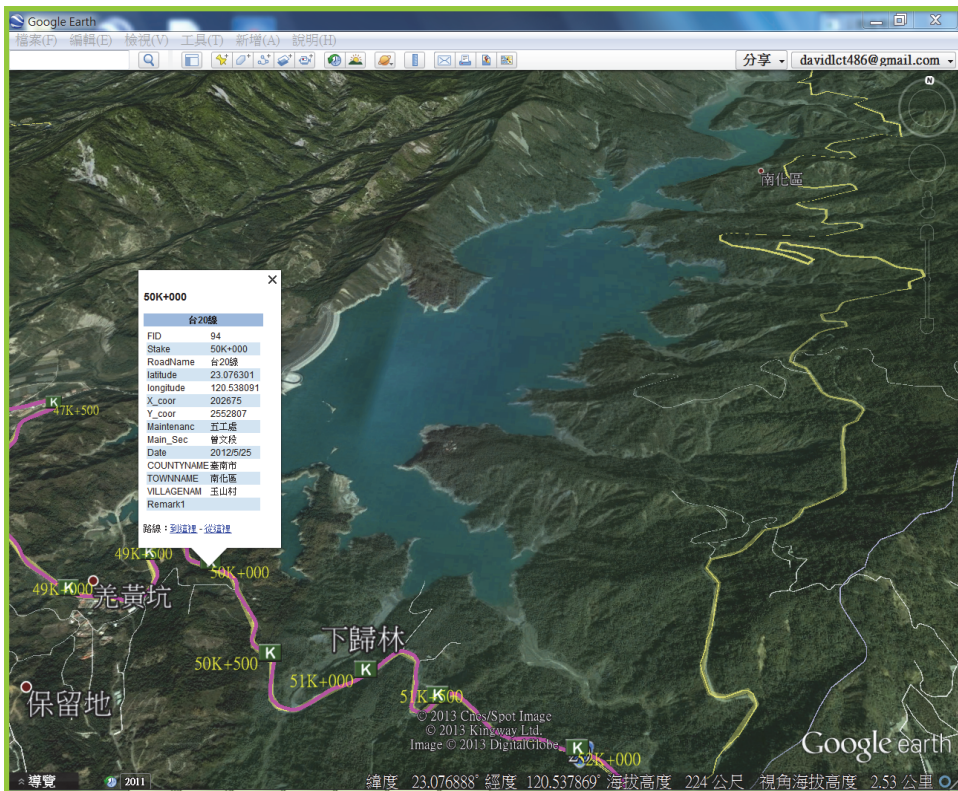 Google Earth
檔案(F) 編輯(E) 檢視(V) 工具(T) 新增(A) 說明(H)
分享 davidlct486@gmail.com
N
南化區
50K+000
台20線
FID 94
Stake 50K+000
RoadName 台20線
latitude 23.076301
longitude 120.538091
X_coor 202675
Y_coor 2552807
Maintenanc 五工處
Main_Sec 曾文段
Date 2012/5/25
COUNTYNAME 臺南市
TOWNNAME 南化區
VILLAGENAM 玉山村
Remark1
路線：到這裡 - 從這裡
K
47K+500
K
49K+500
50K+000
K
49K+000
羌黃坑
下歸林
K
50K+500
K
51K+000
保留地
K
51K+500
© 2013 Cnes/Spot Image
© 2013 Kingway Ltd.
Image © 2013 DigitalGlobe
K
52K+000
Google earth
導覽
2011
緯度 23.076888° 經度 120.537869° 海拔高度 224 公尺 視角海拔高度 2.53 公里